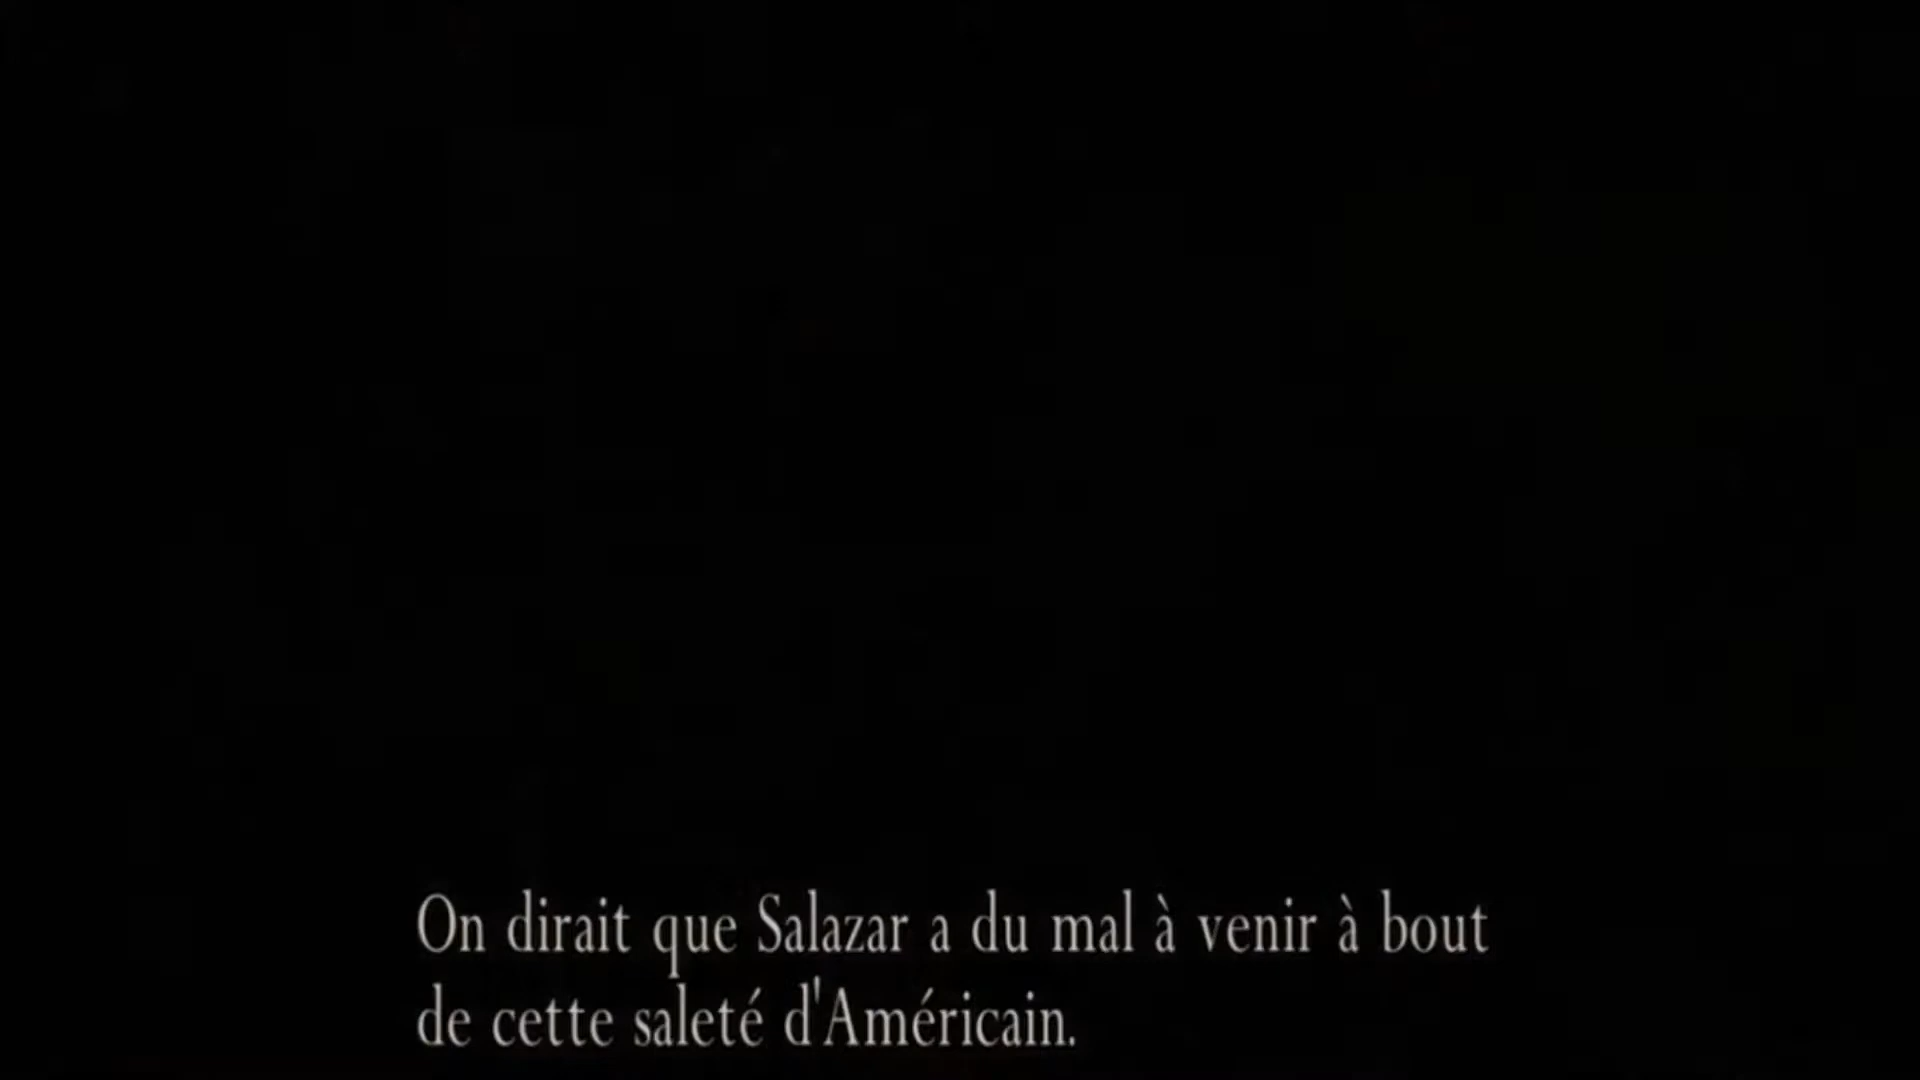 On dirait que Salazar a du mal à venir à bout
de cette saleté d'Américain.